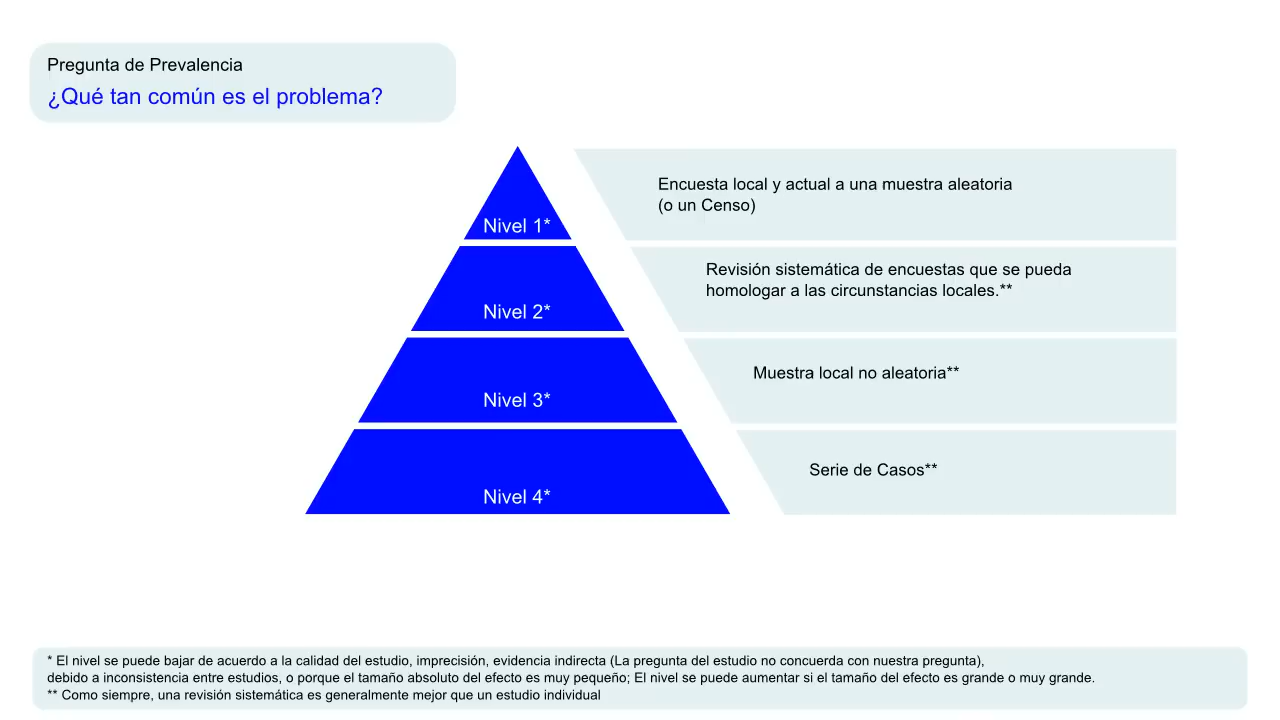 Pregunta de Prevalencia
¿Qué tan común es el problema?
Nivel 1*
Encuesta local y actual a una muestra aleatoria
(o un Censo)
Nivel 2*
Revisión sistemática de encuestas que se pueda
homologar a las circunstancias locales.**
Nivel 3*
Muestra local no aleatoria**
Nivel 4*
Serie de Casos**
* El nivel se puede bajar de acuerdo a la calidad del estudio, imprecisión, evidencia indirecta (La pregunta del estudio no concuerda con nuestra pregunta),
debido a inconsistencia entre estudios, o porque el tamaño absoluto del efecto es muy pequeño; El nivel se puede aumentar si el tamaño del efecto es grande o muy grande.
** Como siempre, una revisión sistemática es generalmente mejor que un estudio individual